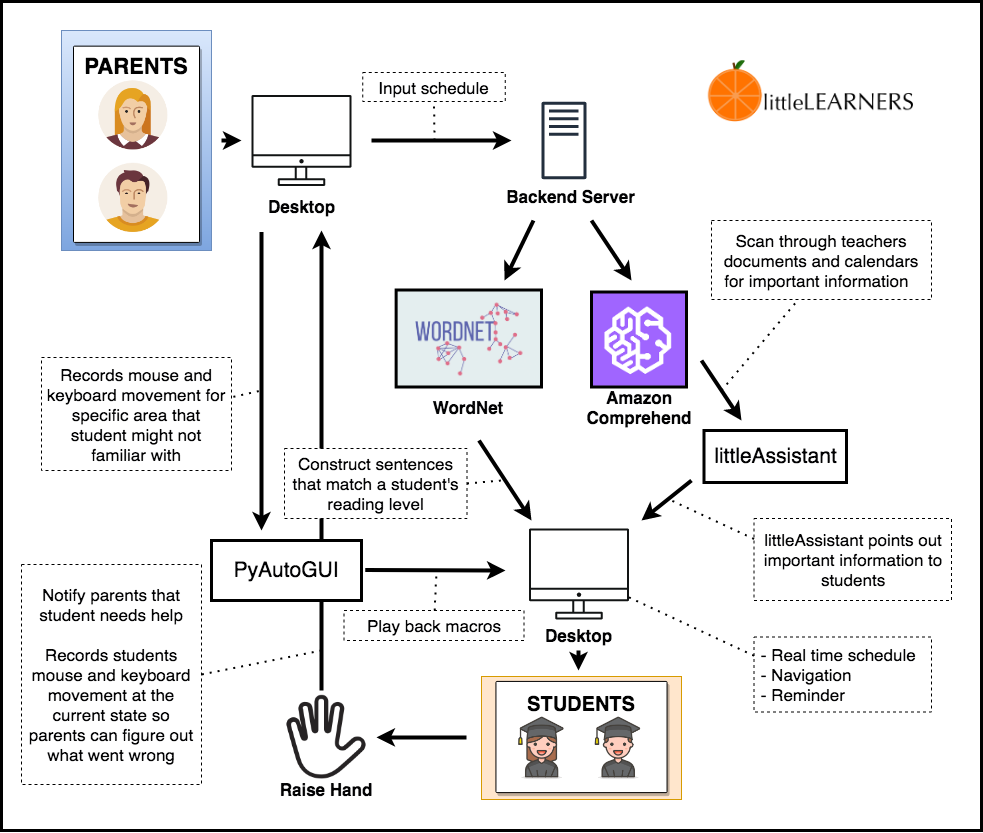 PARENTS
Input schedule
littleLEARNERS
Desktop
Backend Server
Scan through teachers
documents and calendars
for important information
WORDNET
WordNet
Amazon
Comprehend
Records mouse and
keyboard movement for
specific area that
student might not
familiar with
littleAssistant
Construct sentences
that match a student's
reading level
littleAssistant points out
important information to
students
PyAutoGUI
Play back macros
Desktop
Notify parents that
student needs help
Records students
mouse and keyboard
movement at the
current state so
parents can figure out
what went wrong
- Real time schedule
- Navigation
- Reminder
STUDENTS
Raise Hand